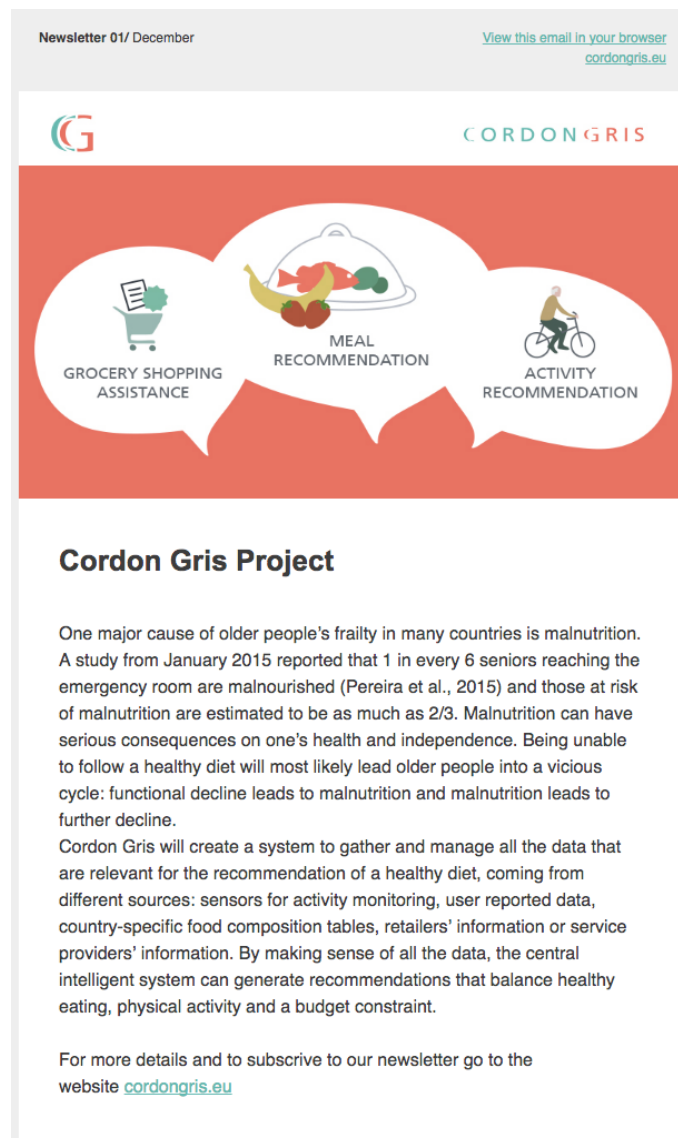 Newsletter 01/ December
View this email in your browser
cordongris.eu
CG
CORDONGRIS
GROCERY SHOPPING
ASSISTANCE
MEAL
RECOMMENDATION
ACTIVITY
RECOMMENDATION
Cordon Gris Project
One major cause of older people’s frailty in many countries is malnutrition.
A study from January 2015 reported that 1 in every 6 seniors reaching the
emergency room are malnourished (Pereira et al., 2015) and those at risk
of malnutrition are estimated to be as much as 2/3. Malnutrition can have
serious consequences on one’s health and independence. Being unable
to follow a healthy diet will most likely lead older people into a vicious
cycle: functional decline leads to malnutrition and malnutrition leads to
further decline.
Cordon Gris will create a system to gather and manage all the data that
are relevant for the recommendation of a healthy diet, coming from
different sources: sensors for activity monitoring, user reported data,
country-specific food composition tables, retailers’ information or service
providers’ information. By making sense of all the data, the central
intelligent system can generate recommendations that balance healthy
eating, physical activity and a budget constraint.
For more details and to subscrive to our newsletter go to the
website cordongris.eu